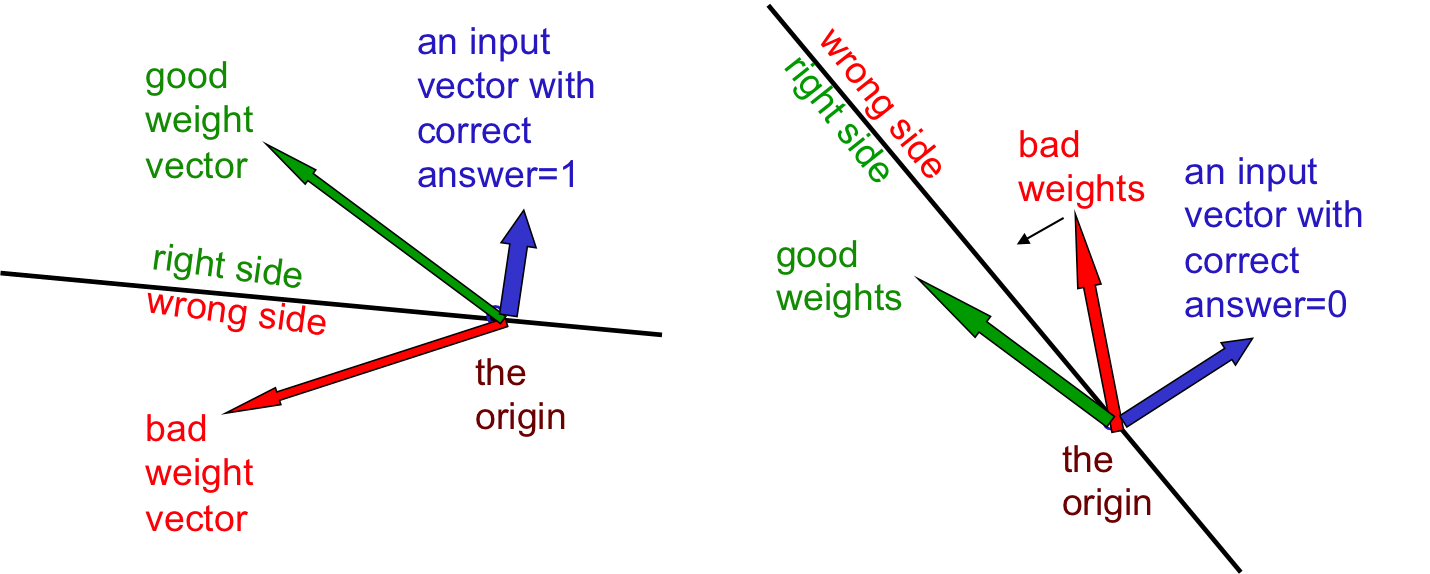 good
weight
vector
an input
vector with
correct
answer=1
right side
wrong side
the
origin
bad
weight
vector
wrong side
right side
bad
weights
an input
vector with
correct
answer=0
good
weights
the
origin